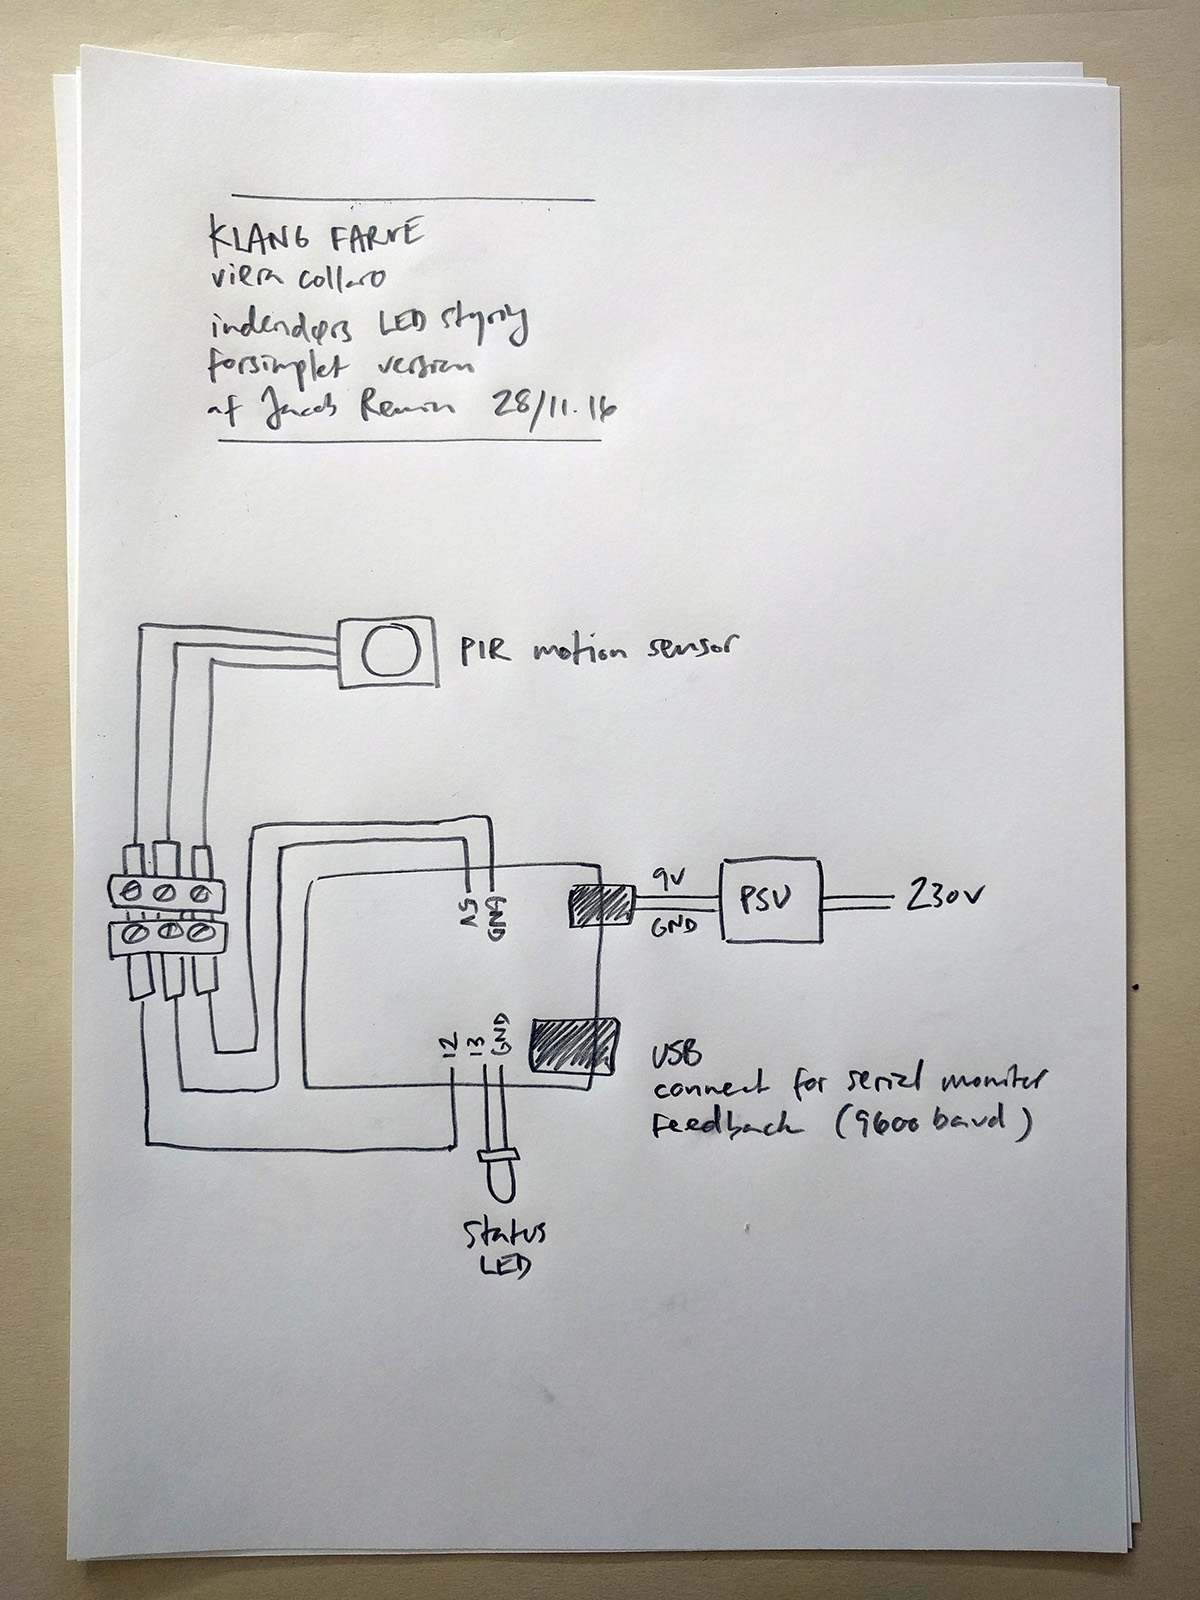 KLANG FARVE
viera collaro
indendørs LED styring
forsimplet version
af Jacob Remin 28/11.16
PIR motion sensor
5V
GND
9V
GND
PSU
230V
12
13
GND
USB
connect for serial monitor
feedback (9600 baud)
Status
LED